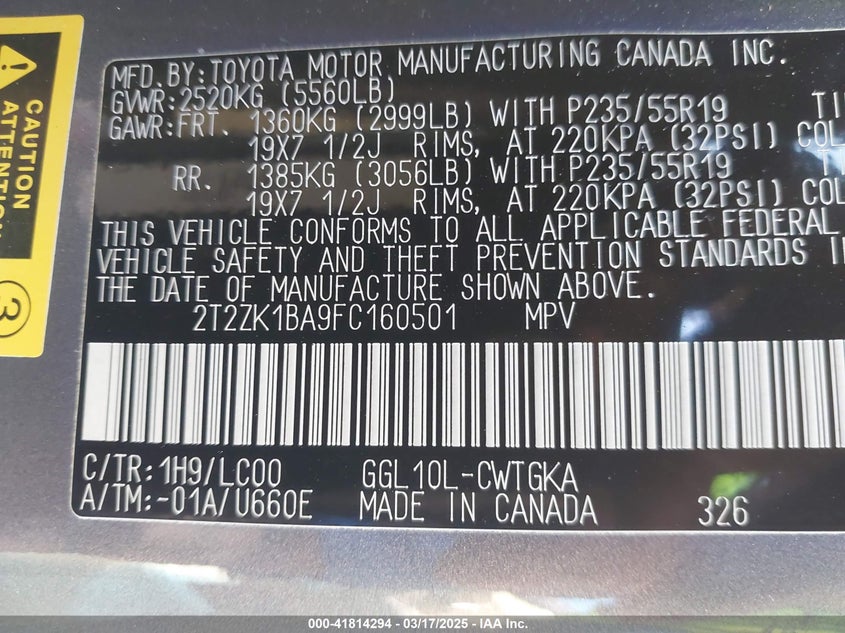 CAUTION
ATTENTION
3
MFD. BY: TOYOTA MOTOR MANUFACTURING CANADA INC.
GVWR: 2520KG (5560LB)
GAWR: FRT. 1360KG (2999LB) WITH P235/55R19
19X7 1/2J RIMS, AT 220KPA (32PSI)
RR. 1385KG (3056LB) WITH P235/55R19
19X7 1/2J RIMS, AT 220KPA (32PSI)
THIS VEHICLE CONFORMS TO ALL APPLICABLE FEDERAL
VEHICLE SAFETY AND THEFT PREVENTION STANDARDS
THE DATE OF MANUFACTURE SHOWN ABOVE.
2T2ZK1BA9FC160501 MPV
C/TR: 1H9/LC00 GGL10L-CWTGKA
A/TM: -01A/U660E MADE IN CANADA 326
000-41814294 - 03/17/2025 - IAA Inc.